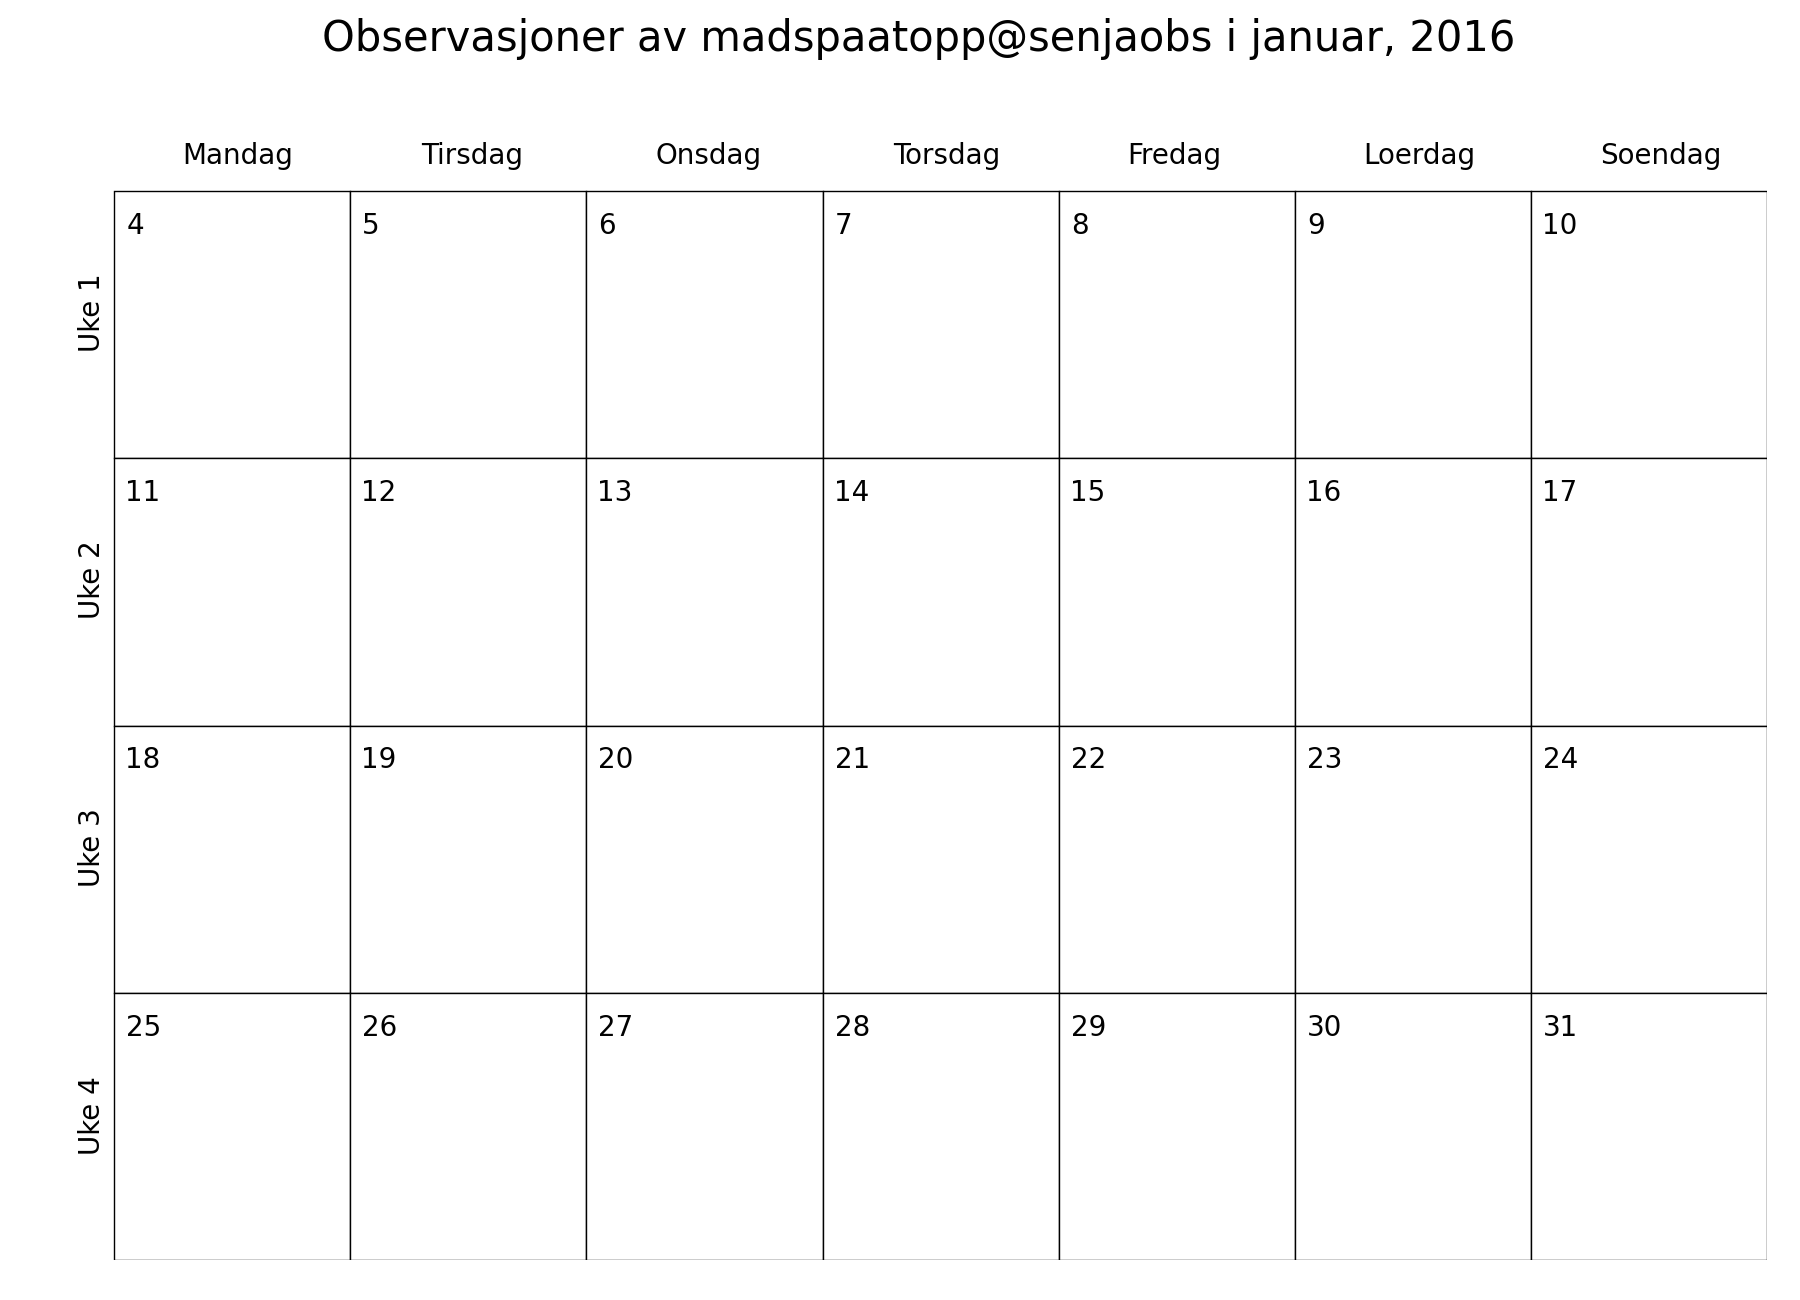 Observasjoner av madspaatopp@senjaobs i januar, 2016
Mandag Tirsdag Onsdag Torsdag Fredag Loerdag Soendag
Uke 1
4 5 6 7 8 9 10
Uke 2
11 12 13 14 15 16 17
Uke 3
18 19 20 21 22 23 24
Uke 4
25 26 27 28 29 30 31